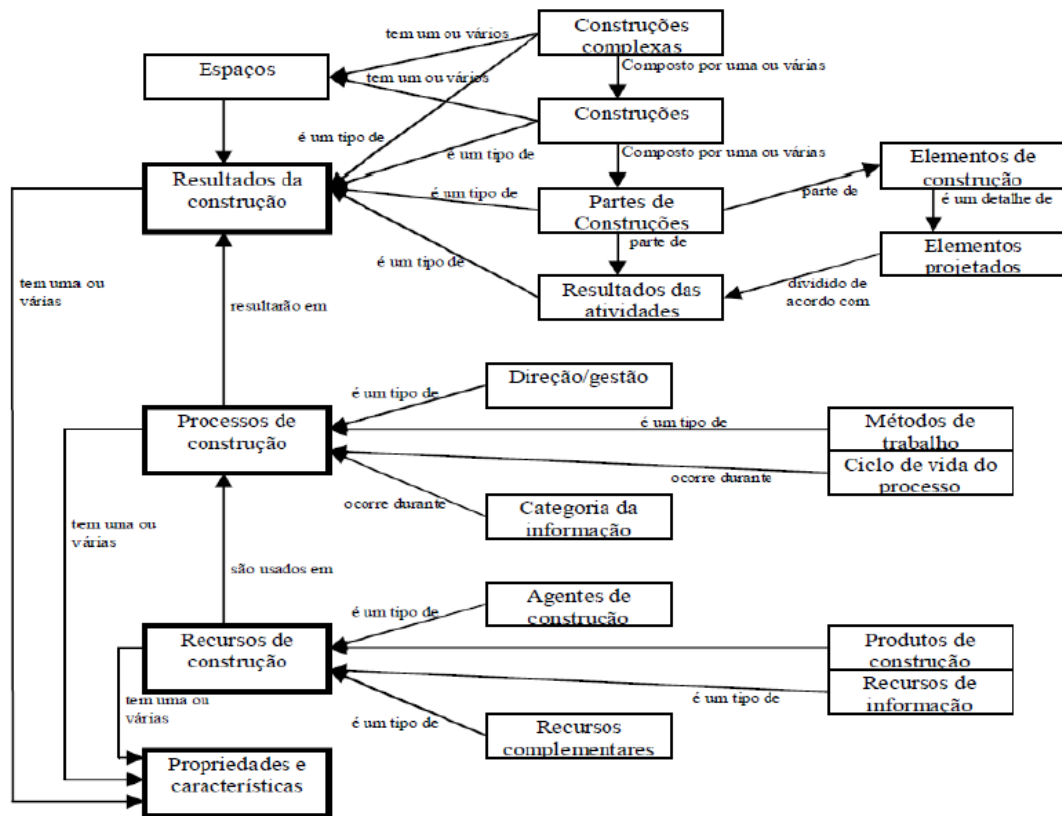 Construções
complexas
tem um ou vários
Espaços
tem um ou vários
Composto por uma ou várias
Construções
é um tipo de
é um tipo de
Composto por uma ou várias
Elementos de
construção
Resultados da
construção
é um tipo de
Partes de
Construções
parte de
é um detalhe de
parte de
Elementos
projetados
é um tipo de
tem uma ou
várias
resultarão em
Resultados das
atividades
dividido de
acordo com
Direção/gestão
é um tipo de
Processos de
construção
é um tipo de
Métodos de
trabalho
Ciclo de vida do
processo
ocorre durante
ocorre durante
Categoria da
informação
tem uma ou
várias
são usados em
Agentes de
construção
é um tipo de
Recursos de
construção
Produtos de
construção
Recursos de
informação
é um tipo de
tem uma ou
várias
é um tipo de
Recursos
complementares
Propriedades e
características